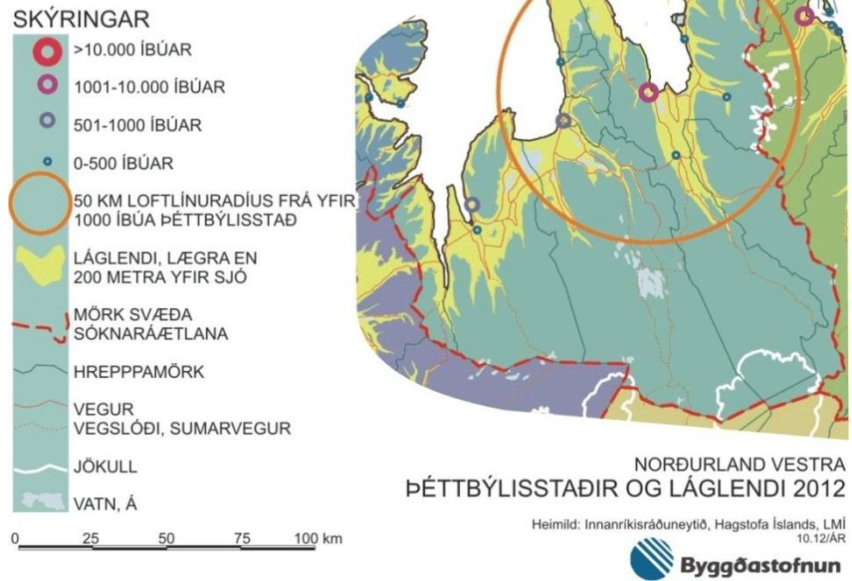 SKÝRINGAR
>10.000 ÍBÚAR
1001-10.000 ÍBÚAR
501-1000 ÍBÚAR
0-500 ÍBÚAR
50 KM LOFTLÍNURADÍUS FRÁ YFIR
1000 ÍBÚA ÞÉTTBÝLISSTAÐ
LÁGLENDI, LÆGRA EN
200 METRA YFIR SJÓ
MÖRK SVÆÐA
SÓKNARÁÆTLANA
HREPPPAMÖRK
VEGUR
VEGSLÓÐI, SUMARVEGUR
JÖKULL
VATN, Á
0 25 50 75 100 km
NORÐURLAND VESTRA
ÞÉTTBÝLISSTAÐIR OG LÁGLENDI 2012
Heimild: Innanríkisráðuneytið, Hagstofa Íslands, LMÍ
10.12/ÁR
Byggðastofnun